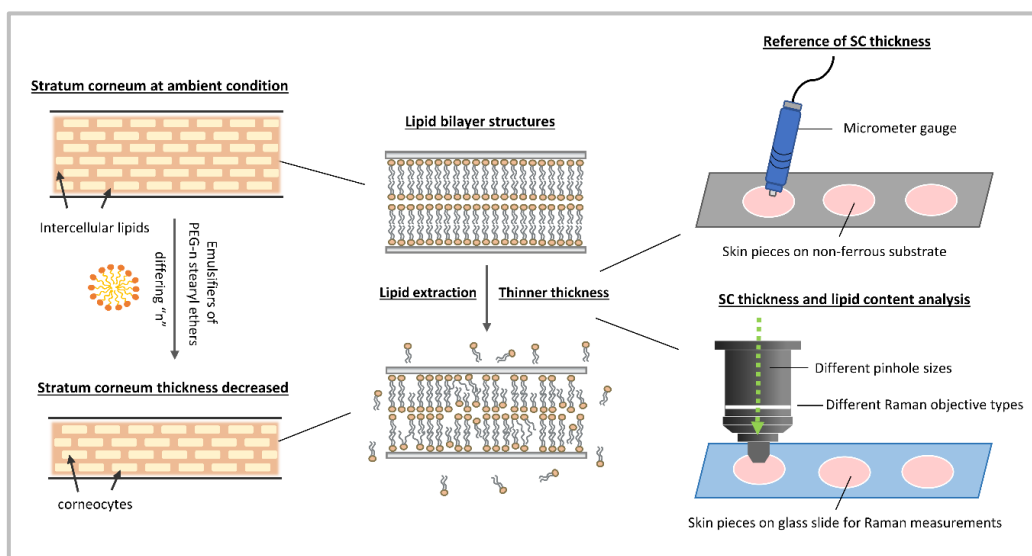 Stratum corneum at ambient condition
Intercellular lipids
Emulsifiers of
PEG-n stearyl ethers
differing "n"
Stratum corneum thickness decreased
corneocytes
Lipid bilayer structures
Lipid extraction
Thinner thickness
Reference of SC thickness
Micrometer gauge
Skin pieces on non-ferrous substrate
SC thickness and lipid content analysis
Different pinhole sizes
Different Raman objective types
Skin pieces on glass slide for Raman measurements